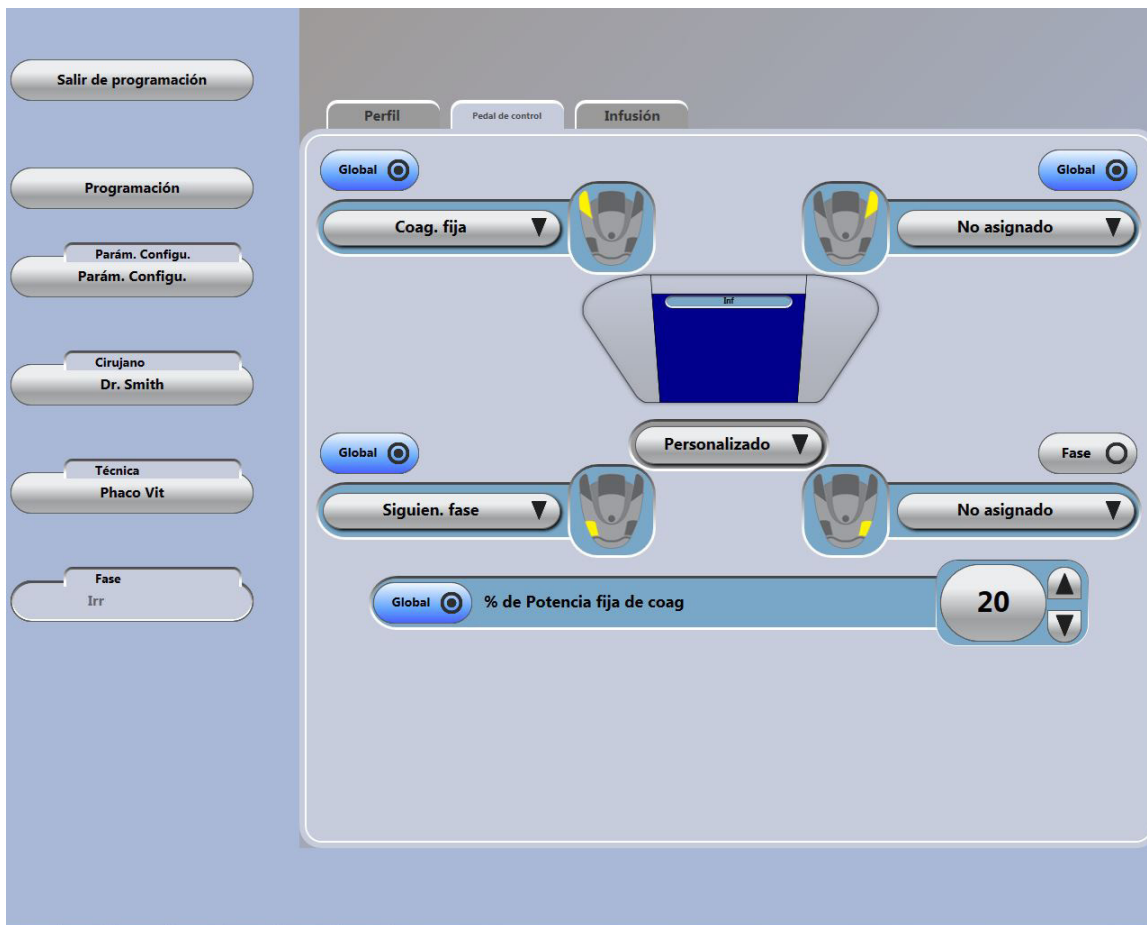 Salir de programación
Programación
Parám. Configu.
Parám. Configu.
Cirujano
Dr. Smith
Técnica
Phaco Vit
Fase
Irr
Perfil
Pedal de control
Infusión
Global
Global
Coag. fija
No asignado
Inf
Personalizado
Global
Fase
Siguien. fase
No asignado
Global
% de Potencia fija de coag
20